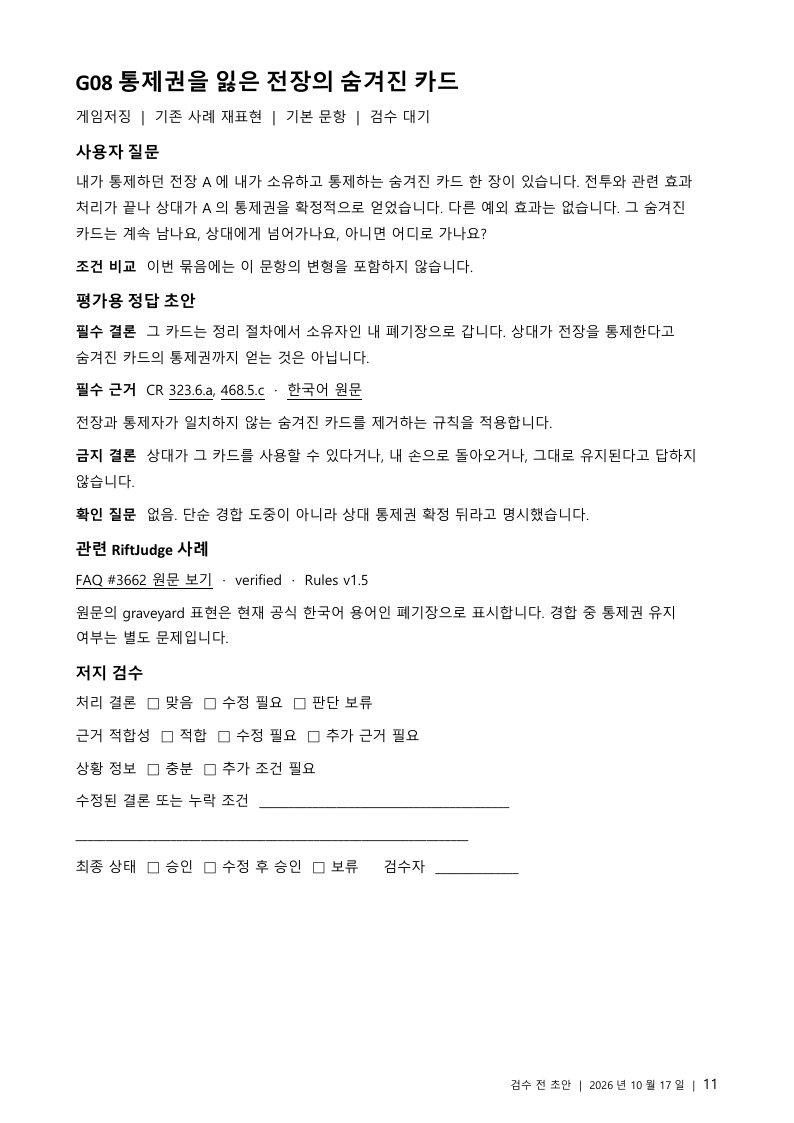 G08 통제권을 잃은 전장의 숨겨진 카드
게임저징 | 기존 사례 재표현 | 기본 문항 | 검수 대기
사용자 질문
내가 통제하던 전장 A 에 내가 소유하고 통제하는 숨겨진 카드 한 장이 있습니다. 전투와 관련 효과
처리가 끝나 상대가 A 의 통제권을 확정적으로 얻었습니다. 다른 예외 효과는 없습니다. 그 숨겨진
카드는 계속 남나요, 상대에게 넘어가나요, 아니면 어디로 가나요?
조건 비교 이번 묶음에는 이 문항의 변형을 포함하지 않습니다.
평가용 정답 초안
필수 결론 그 카드는 정리 절차에서 소유자인 내 폐기장으로 갑니다. 상대가 전장을 통제한다고
숨겨진 카드의 통제권까지 얻는 것은 아닙니다.
필수 근거 CR 323.6.a, 468.5.c · 한국어 원문
전장과 통제자가 일치하지 않는 숨겨진 카드를 제거하는 규칙을 적용합니다.
금지 결론 상대가 그 카드를 사용할 수 있다거나, 내 손으로 돌아오거나, 그대로 유지된다고 답하지
않습니다.
확인 질문 없음. 단순 경합 도중이 아니라 상대 통제권 확정 뒤라고 명시했습니다.
관련 RiftJudge 사례
FAQ #3662 원문 보기 · verified · Rules v1.5
원문의 graveyard 표현은 현재 공식 한국어 용어인 폐기장으로 표시합니다. 경합 중 통제권 유지
여부는 별도 문제입니다.
저지 검수
처리 결론 □ 맞음 □ 수정 필요 □ 판단 보류
근거 적합성 □ 적합 □ 수정 필요 □ 추가 근거 필요
상황 정보 □ 충분 □ 추가 조건 필요
수정된 결론 또는 누락 조건 ______________________________
_______________________________________________
최종 상태 □ 승인 □ 수정 후 승인 □ 보류 검수자 __________
검수 전 초안 | 2026 년 10 월 17 일 | 11